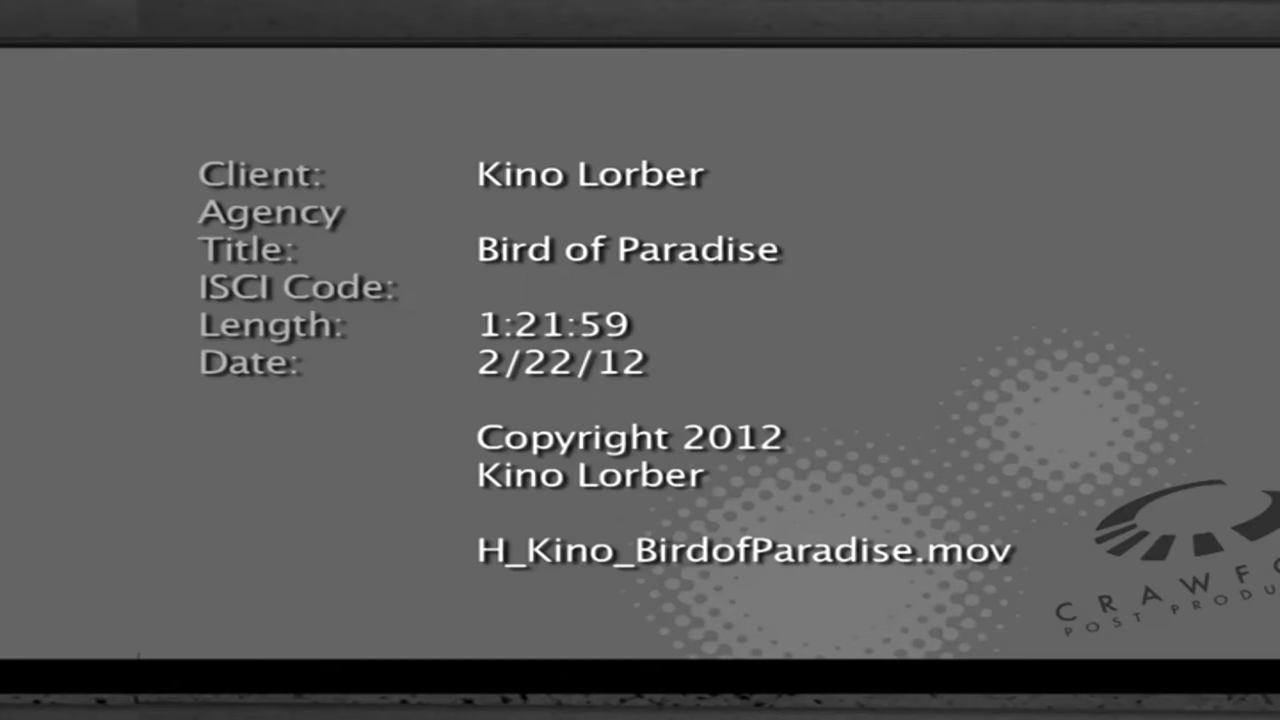 Client: Kino Lorber
Agency
Title: Bird of Paradise
ISCI Code:
Length: 1:21:59
Date: 2/22/12
Copyright 2012
Kino Lorber
H_Kino_BirdofParadise.mov
POST